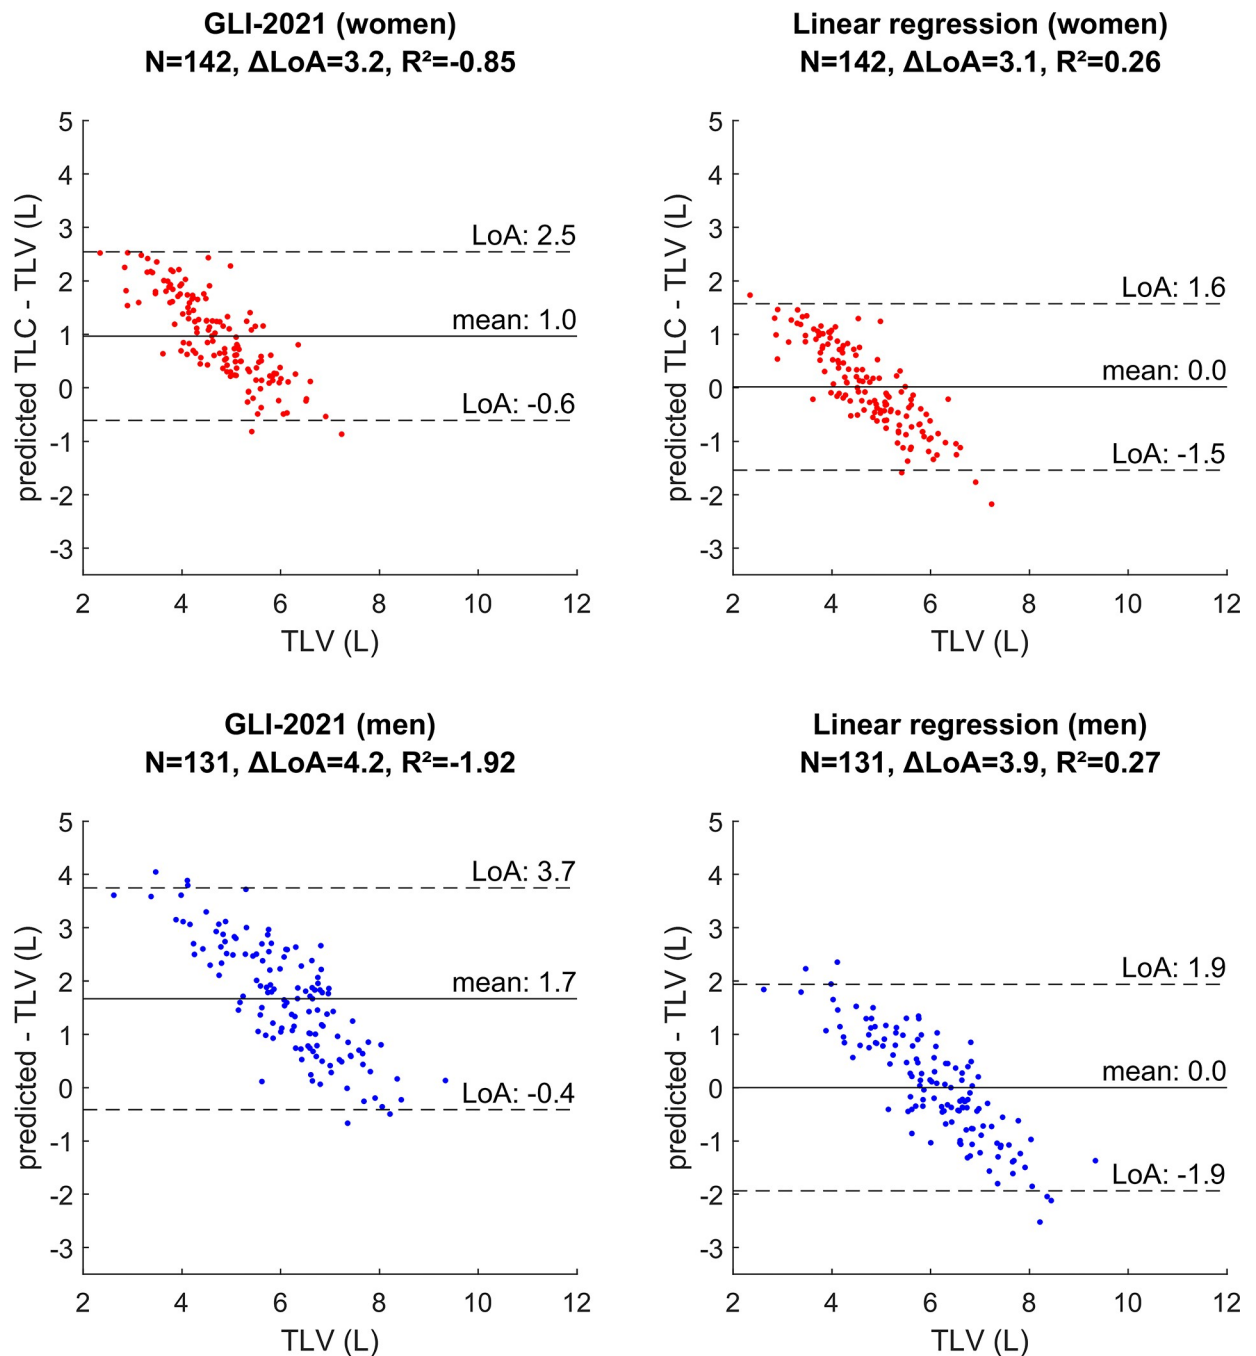 GLI-2021 (women)
N=142, ΔLoA=3.2, R²=-0.85
5
4
3
2
1
0
-1
-2
-3
predicted TLC - TLV (L)
LoA: 2.5
mean: 1.0
LoA: -0.6
2 4 6 8 10 12
TLV (L)
Linear regression (women)
N=142, ΔLoA=3.1, R²=0.26
5
4
3
2
1
0
-1
-2
-3
predicted TLC - TLV (L)
LoA: 1.6
mean: 0.0
LoA: -1.5
2 4 6 8 10 12
TLV (L)
GLI-2021 (men)
N=131, ΔLoA=4.2, R²=-1.92
5
4
3
2
1
0
-1
-2
-3
predicted - TLV (L)
LoA: 3.7
mean: 1.7
LoA: -0.4
2 4 6 8 10 12
TLV (L)
Linear regression (men)
N=131, ΔLoA=3.9, R²=0.27
5
4
3
2
1
0
-1
-2
-3
predicted - TLV (L)
LoA: 1.9
mean: 0.0
LoA: -1.9
2 4 6 8 10 12
TLV (L)